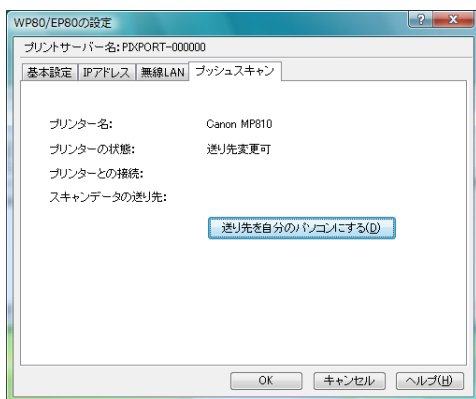 WP80/EP80の設定
プリントサーバー名:PIXPORT-000000
基本設定 IPアドレス 無線LAN プッシュスキャン
プリンター名: Canon MP810
プリンターの状態: 送り先変更可
プリンターとの接続:
スキャンデータの送り先:
送り先を自分のパソコンにする(D)
OK キャンセル ヘルプ(H)